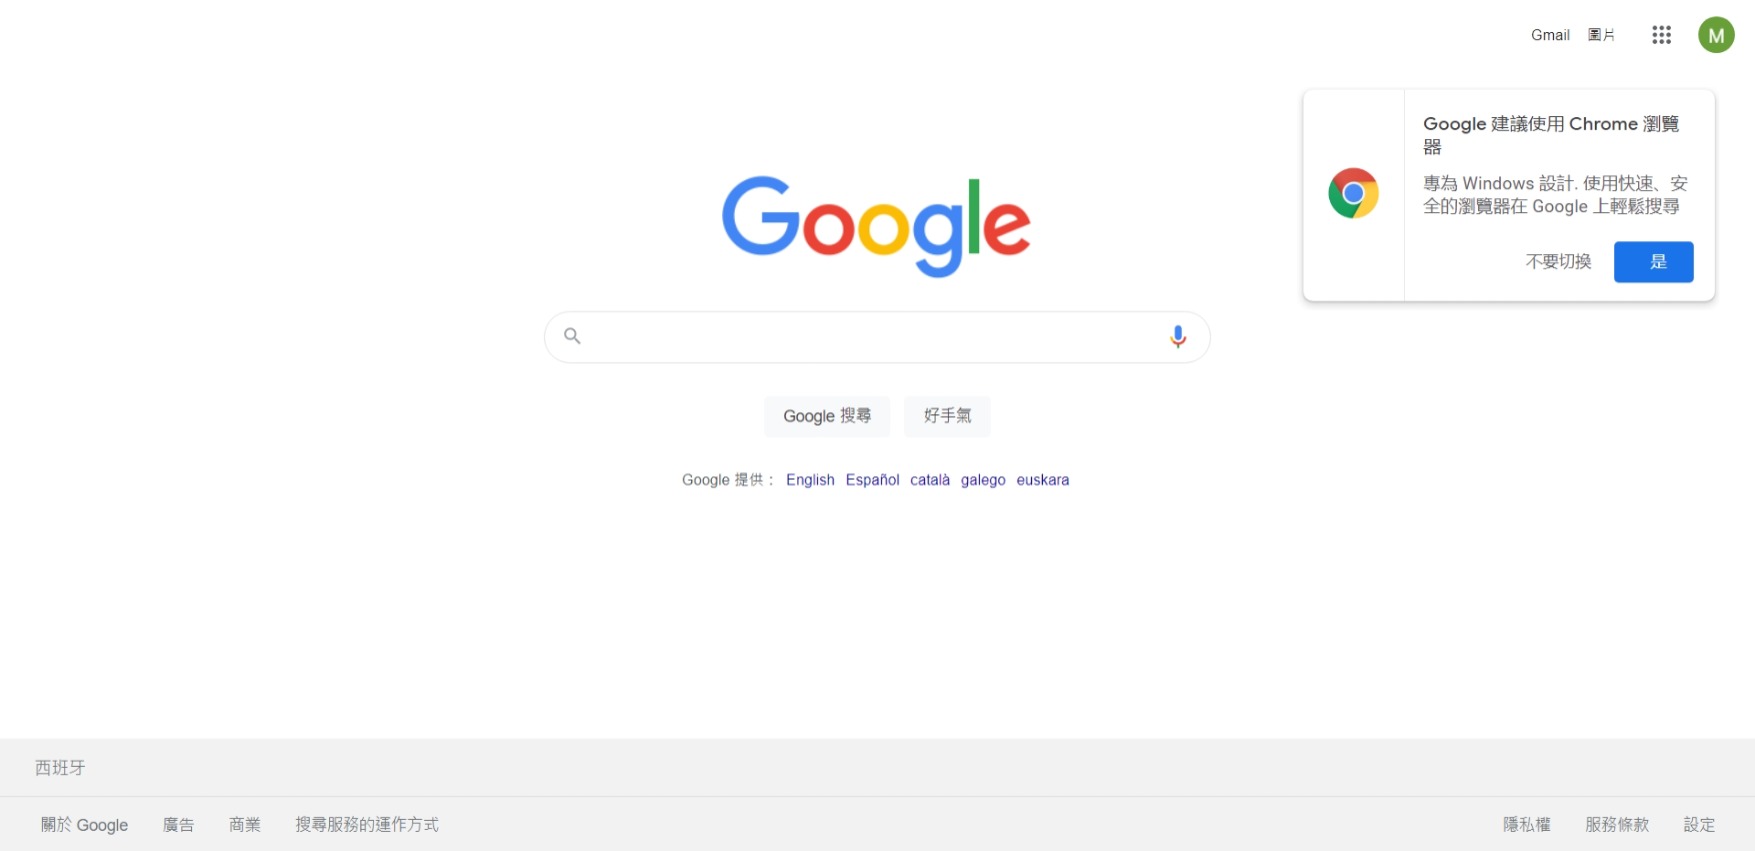 Gmail 圖片
M
Google 建議使用 Chrome 瀏覽
器
專為 Windows 設計. 使用快速、安
全的瀏覽器在 Google 上輕鬆搜尋
不要切換 是
Google
Google 搜尋 好手氣
Google 提供： English Español català galego euskara
西班牙
關於 Google 廣告 商業 搜尋服務的運作方式 隱私權 服務條款 設定